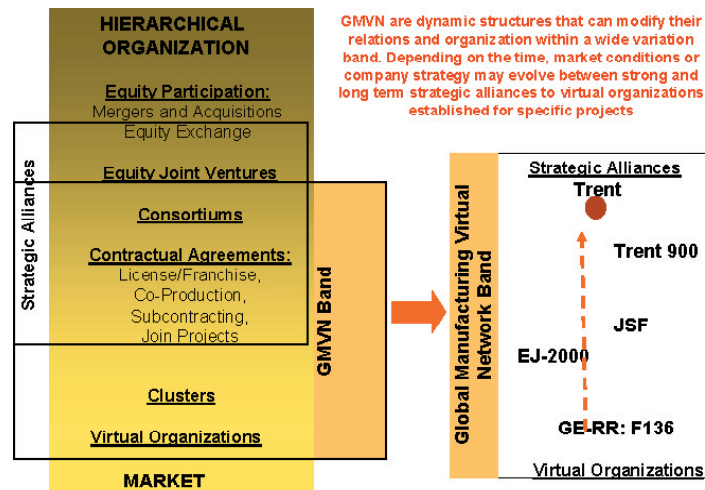 HIERARCHICAL
ORGANIZATION
Equity Participation:
Mergers and Acquisitions
Equity Exchange
Equity Joint Ventures
Consortiums
Contractual Agreements:
License/Franchise,
Co-Production,
Subcontracting,
Join Projects
Clusters
Virtual Organizations
MARKET
Strategic Alliances
GMVN Band
GMVN are dynamic structures that can modify their
relations and organization within a wide variation
band. Depending on the time, market conditions or
company strategy may evolve between strong and
long term strategic alliances to virtual organizations
established for specific projects
Global Manufacturing Virtual
Network Band
Strategic Alliances
Trent
Trent 900
JSF
EJ-2000
GE-RR: F136
Virtual Organizations